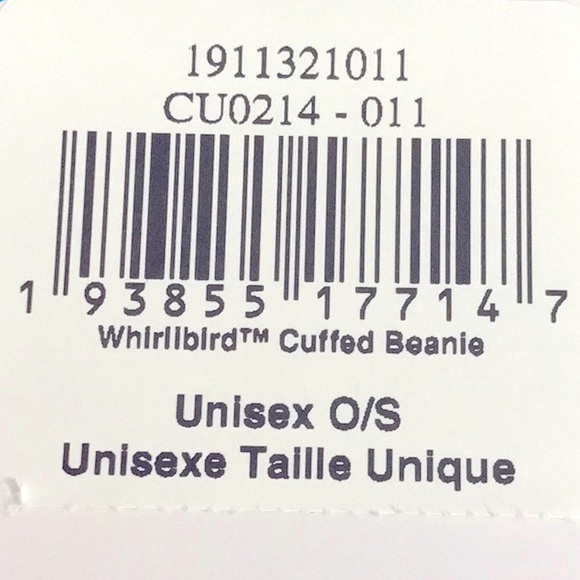 1911321011
CU0214 - 011
1 93855 17714 7
Whirlibird™ Cuffed Beanie
Unisex O/S
Unisexe Taille Unique